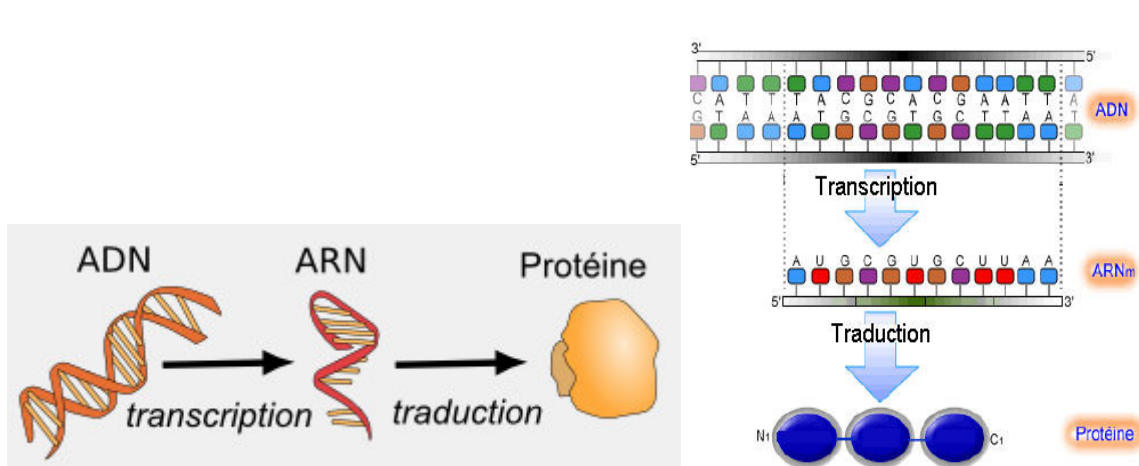 ADN
ARN
Protéine
transcription
traduction
3'
5'
C A T T T A C G C A C G A A T T A
G T A A A T G C G T G C T T A A T
ADN
5'
3'
Transcription
A U G C G U G C U U A A
ARNm
5'
3'
Traduction
N1
C1
Protéine